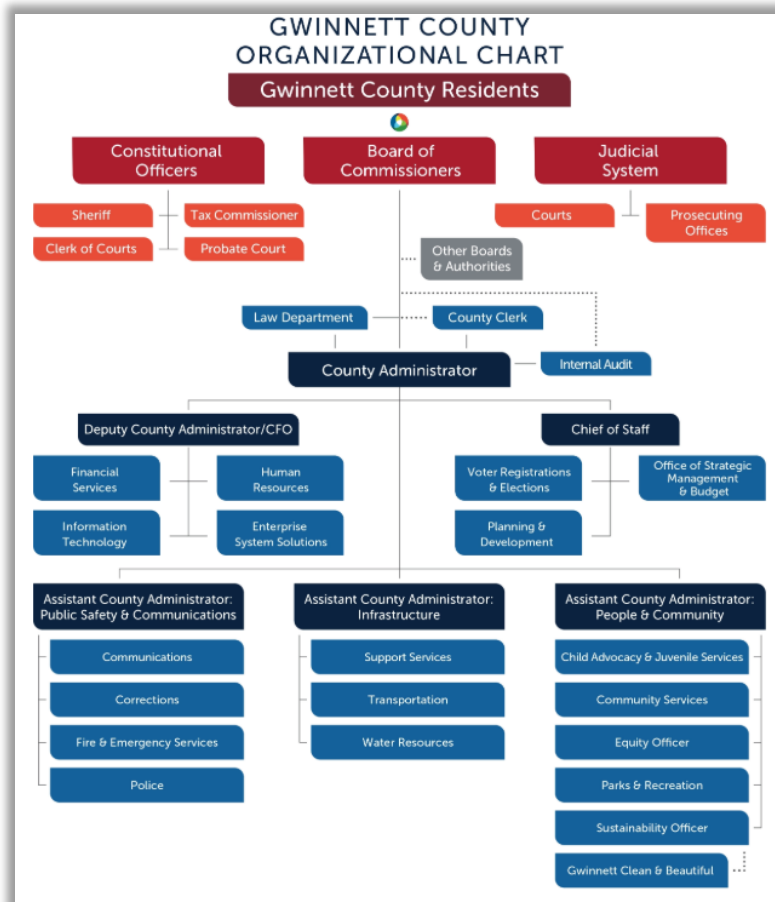 GWINNETT COUNTY
ORGANIZATIONAL CHART
Gwinnett County Residents
Constitutional
Officers
Board of
Commissioners
Judicial
System
Sheriff
Tax Commissioner
Clerk of Courts
Probate Court
Courts
Prosecuting
Offices
Other Boards
& Authorities
Law Department
County Clerk
County Administrator
Internal Audit
Deputy County Administrator/CFO
Chief of Staff
Financial
Services
Human
Resources
Voter Registrations
& Elections
Office of Strategic
Management
& Budget
Information
Technology
Enterprise
System Solutions
Planning &
Development
Assistant County Administrator:
Public Safety & Communications
Assistant County Administrator:
Infrastructure
Assistant County Administrator:
People & Community
Communications
Corrections
Fire & Emergency Services
Police
Support Services
Transportation
Water Resources
Child Advocacy & Juvenile Services
Community Services
Equity Officer
Parks & Recreation
Sustainability Officer
Gwinnett Clean & Beautiful